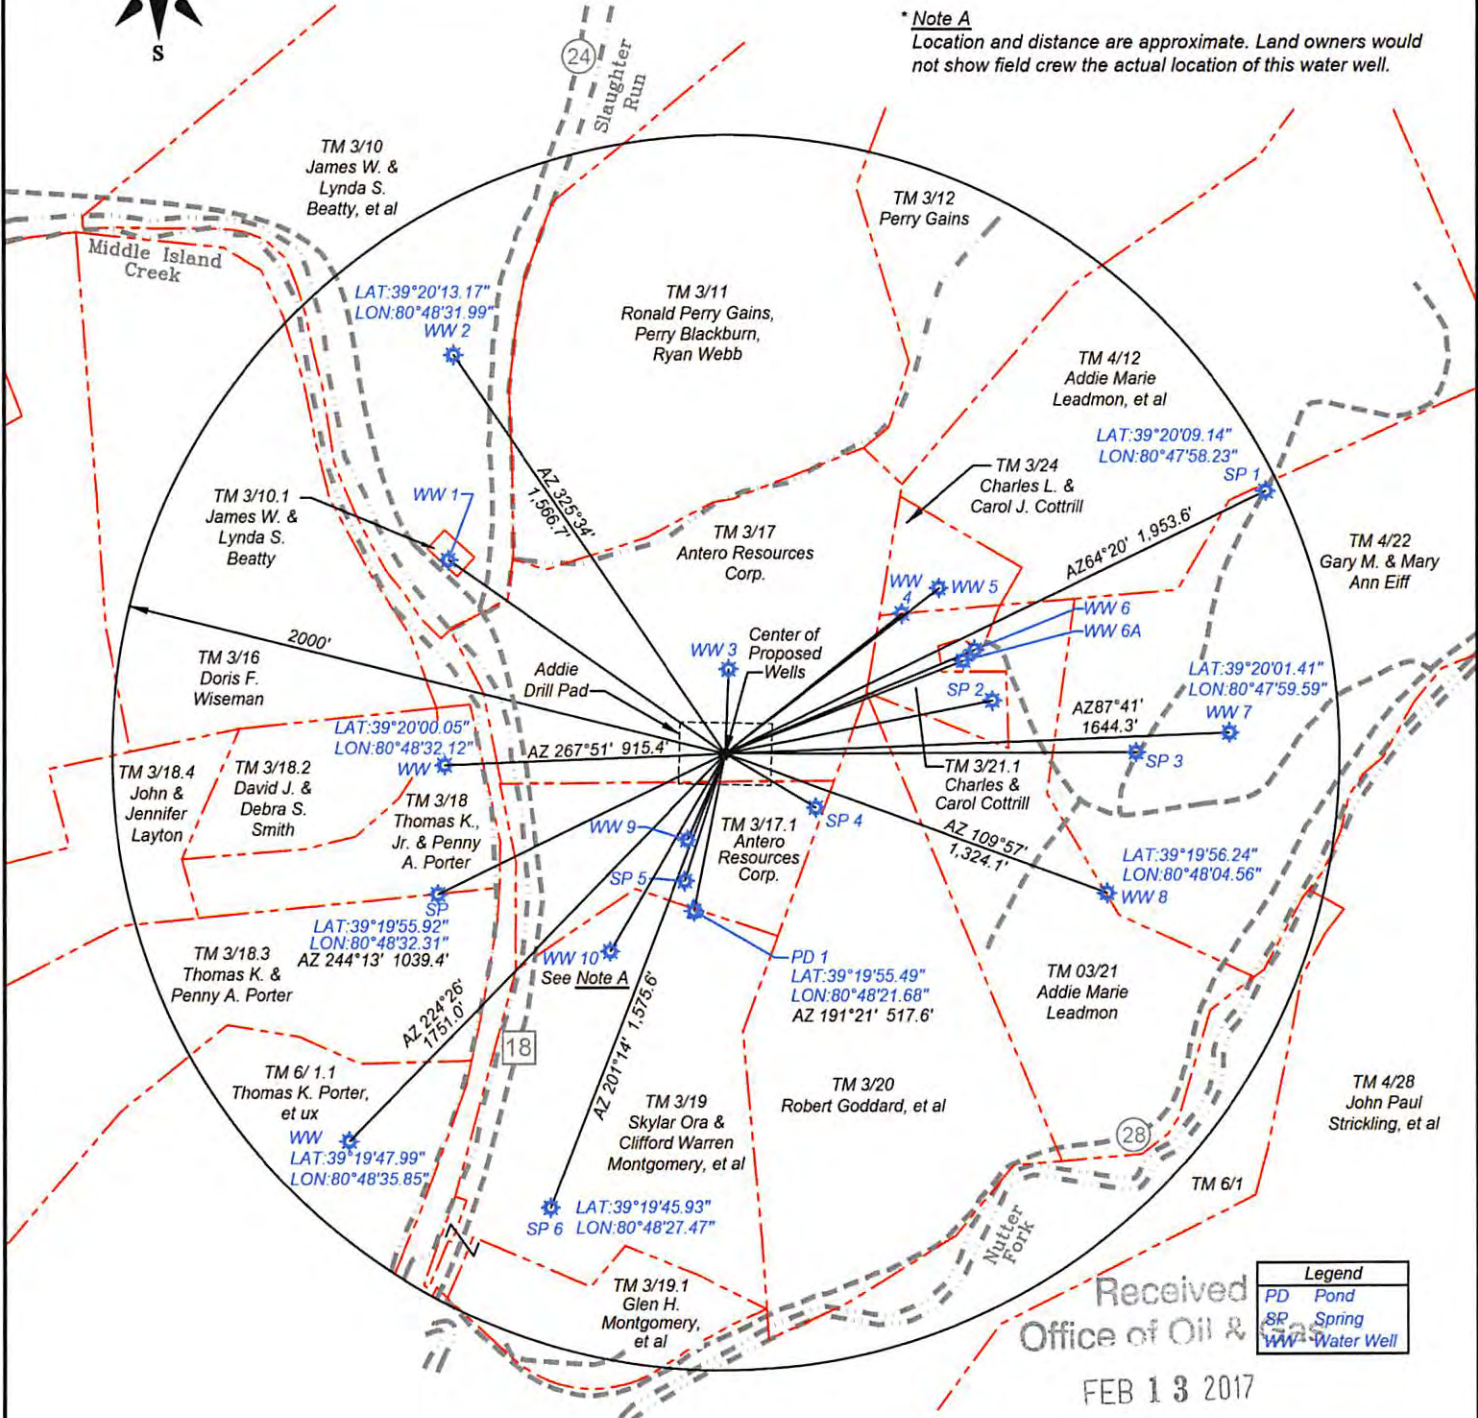 S
* Note A
Location and distance are approximate. Land owners would
not show field crew the actual location of this water well.
24
Slaughter
Run
TM 3/10
James W. &
Lynda S.
Beatty, et al
TM 3/12
Perry Gains
Middle Island
Creek
LAT:39°20'13.17"
LON:80°48'31.99"
WW 2
TM 3/11
Ronald Perry Gains,
Perry Blackburn,
Ryan Webb
TM 4/12
Addie Marie
Leadmon, et al
LAT:39°20'09.14"
LON:80°47'58.23"
SP 1
AZ 325°34'
1,566.7'
TM 3/24
Charles L. &
Carol J. Cottrill
TM 3/10.1
James W. &
Lynda S.
Beatty
WW 1
TM 3/17
Antero Resources
Corp.
AZ64°20' 1,953.6'
TM 4/22
Gary M. & Mary
Ann Eiff
WW
4
WW 5
WW 6
WW 6A
2000'
WW 3
Center of
Proposed
Wells
TM 3/16
Doris F.
Wiseman
Addie
Drill Pad
SP 2
LAT:39°20'01.41"
LON:80°47'59.59"
WW 7
AZ87°41'
1644.3'
LAT:39°20'00.05"
LON:80°48'32.12"
WW
AZ 267°51' 915.4'
SP 3
TM 3/18.4
John &
Jennifer
Layton
TM 3/18.2
David J. &
Debra S.
Smith
TM 3/18
Thomas K.,
Jr. & Penny
A. Porter
TM 3/21.1
Charles &
Carol Cottrill
WW 9
TM 3/17.1
Antero
Resources
Corp.
SP 4
AZ 109°57'
1,324.1'
LAT:39°19'56.24"
LON:80°48'04.56"
WW 8
SP 5
SP
LAT:39°19'55.92"
LON:80°48'32.31"
AZ 244°13' 1039.4'
TM 3/18.3
Thomas K. &
Penny A. Porter
WW 10
See Note A
PD 1
LAT:39°19'55.49"
LON:80°48'21.68"
AZ 191°21' 517.6'
TM 03/21
Addie Marie
Leadmon
AZ 224°26'
1751.0'
AZ 201°14' 1,575.6'
18
TM 6/ 1.1
Thomas K. Porter,
et ux
WW
LAT:39°19'47.99"
LON:80°48'35.85"
TM 3/19
Skylar Ora &
Clifford Warren
Montgomery, et al
TM 3/20
Robert Goddard, et al
TM 4/28
John Paul
Strickling, et al
28
TM 6/1
SP 6
LAT:39°19'45.93"
LON:80°48'27.47"
Nutter
Fork
TM 3/19.1
Glen H.
Montgomery,
et al
Legend
PD Pond
SP Spring
WW Water Well
Received
Office of Oil & Gas
FEB 13 2017